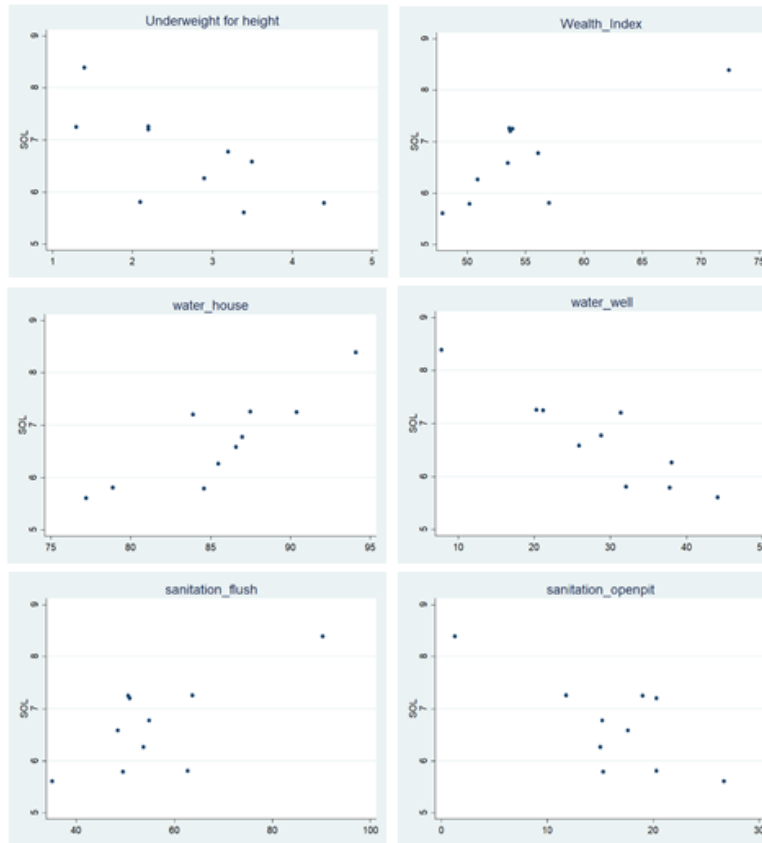 Underweight for height
SOL
9
8
7
6
5
1 2 3 4 5
Wealth_Index
SOL
9
8
7
6
5
50 55 60 65 70 75
water_house
SOL
9
8
7
6
5
75 80 85 90 95
water_well
SOL
9
8
7
6
5
10 20 30 40 50
sanitation_flush
SOL
9
8
7
6
5
40 60 80 100
sanitation_openpit
SOL
9
8
7
6
5
0 10 20 30